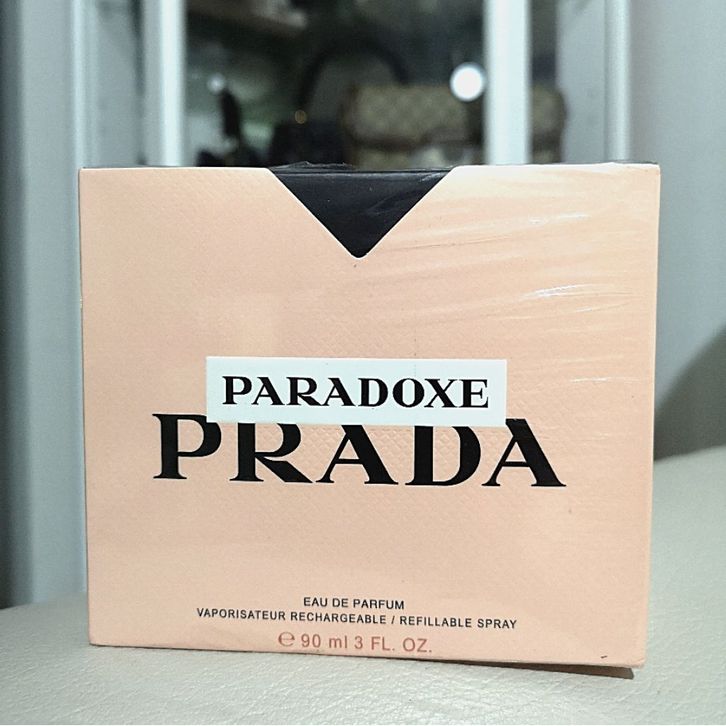 PARADOXE
PRADA
EAU DE PARFUM
VAPORISATEUR RECHARGEABLE / REFILLABLE SPRAY
℮ 90 ml 3 FL. OZ.